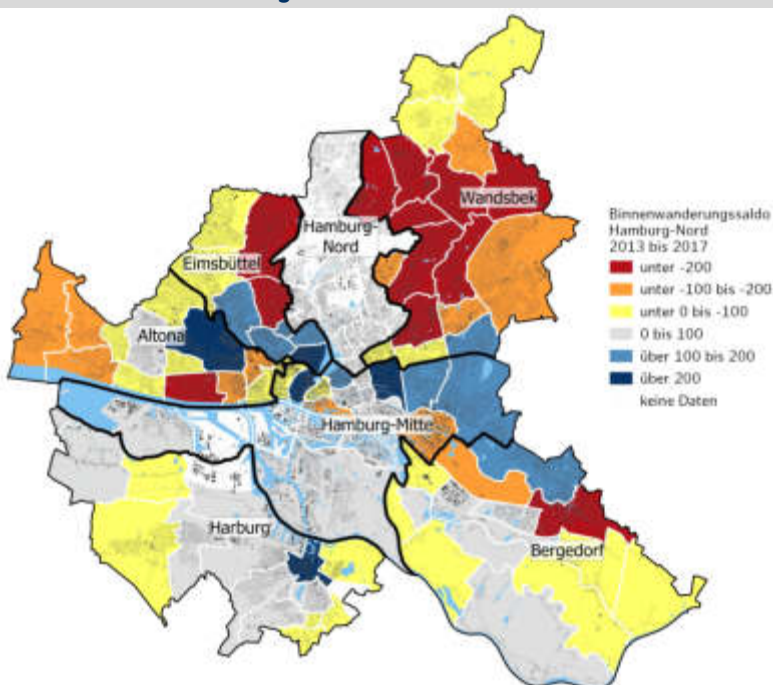 Wandsbek
Hamburg-
Nord
Eimsbüttel
Altona
Hamburg-Mitte
Harburg
Bergedorf
Binnenwanderungssaldo
Hamburg-Nord
2013 bis 2017
unter -200
unter -100 bis -200
unter 0 bis -100
0 bis 100
über 100 bis 200
über 200
keine Daten